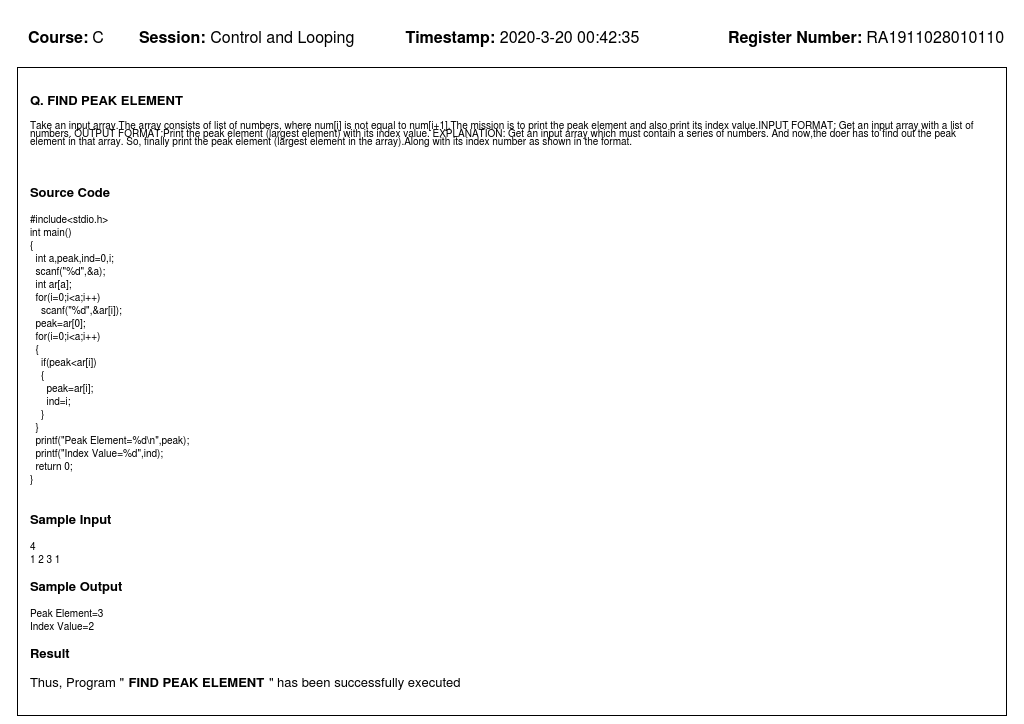 Course: C Session: Control and Looping Timestamp: 2020-3-20 00:42:35 Register Number: RA1911028010110
Q. FIND PEAK ELEMENT
Take an input array.The array consists of list of numbers, where num[i] is not equal to num[i+1].The mission is to print the peak element and also print its index value.INPUT FORMAT: Get an input array with a list of
numbers. OUTPUT FORMAT:Print the peak element (largest element) with its index value. EXPLANATION: Get an input array which must contain a series of numbers. And now,the doer has to find out the peak
element in that array. So, finally print the peak element (largest element in the array).Along with its index number as shown in the format.
Source Code
#include<stdio.h>
int main()
{
  int a,peak,ind=0,i;
  scanf("%d",&a);
  int ar[a];
  for(i=0;i<a;i++)
    scanf("%d",&ar[i]);
  peak=ar[0];
  for(i=0;i<a;i++)
  {
    if(peak<ar[i])
    {
      peak=ar[i];
      ind=i;
    }
  }
  printf("Peak Element=%d\n",peak);
  printf("Index Value=%d",ind);
  return 0;
}
Sample Input
4
1 2 3 1
Sample Output
Peak Element=3
Index Value=2
Result
Thus, Program " FIND PEAK ELEMENT " has been successfully executed